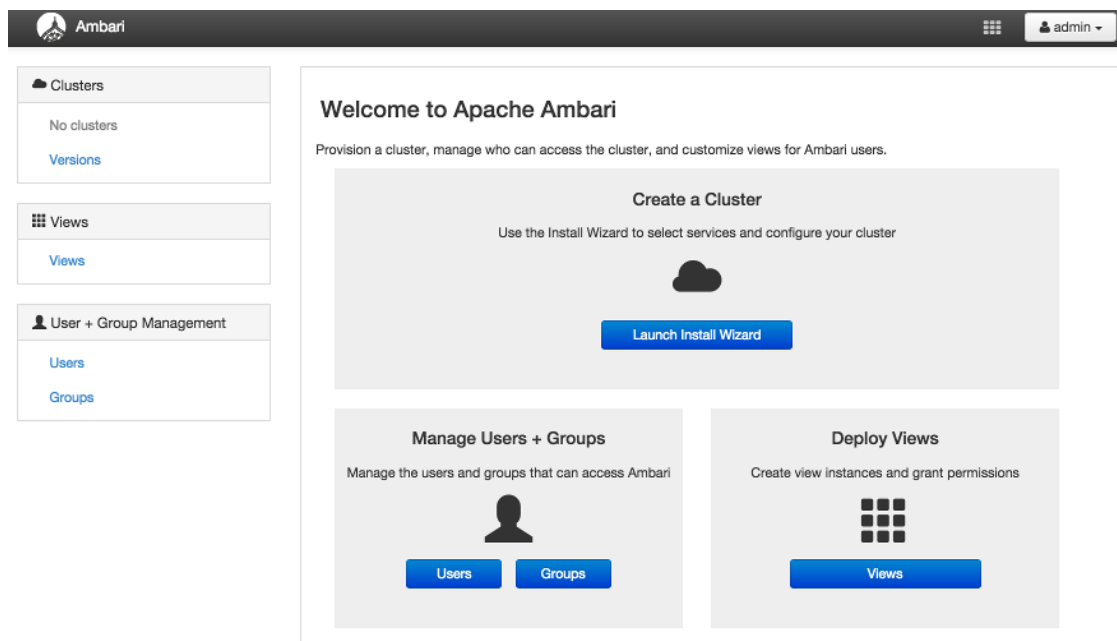 Ambari
admin
Clusters
No clusters
Versions
Views
Views
User + Group Management
Users
Groups
Welcome to Apache Ambari
Provision a cluster, manage who can access the cluster, and customize views for Ambari users.
Create a Cluster
Use the Install Wizard to select services and configure your cluster
Launch Install Wizard
Manage Users + Groups
Manage the users and groups that can access Ambari
Users
Groups
Deploy Views
Create view instances and grant permissions
Views